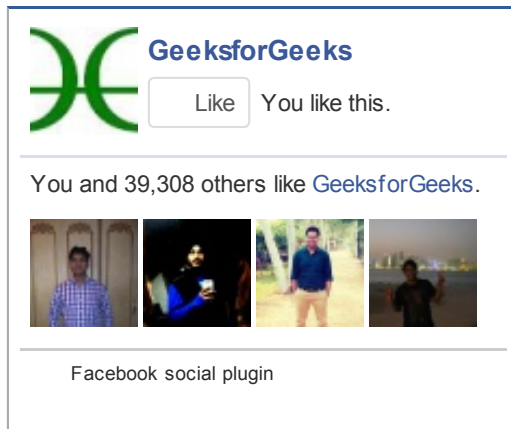 GeeksforGeeks
Like You like this.
You and 39,308 others like GeeksforGeeks.
Facebook social plugin